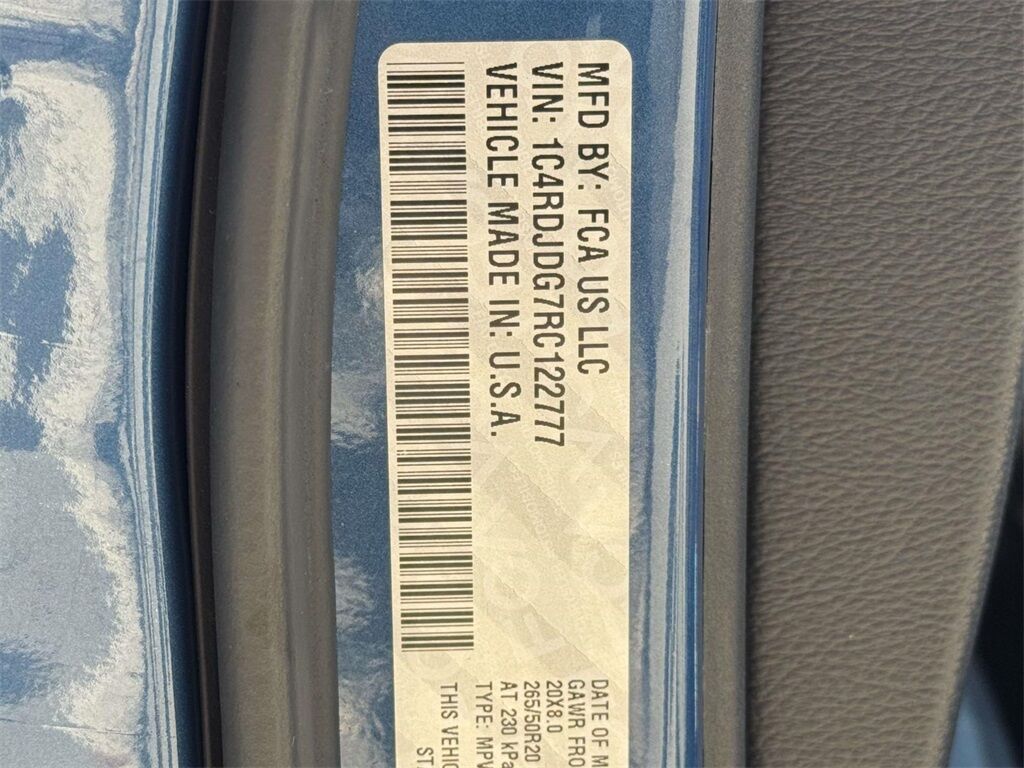 MFD BY: FCA US LLC
VIN: 1C4RDJDG7RC122777
VEHICLE MADE IN: U.S.A.
DATE OF M
GAWR FRO
20X8.0
265/50R20
AT 230 kPa
TYPE: MPV
THIS VEHIC
ST